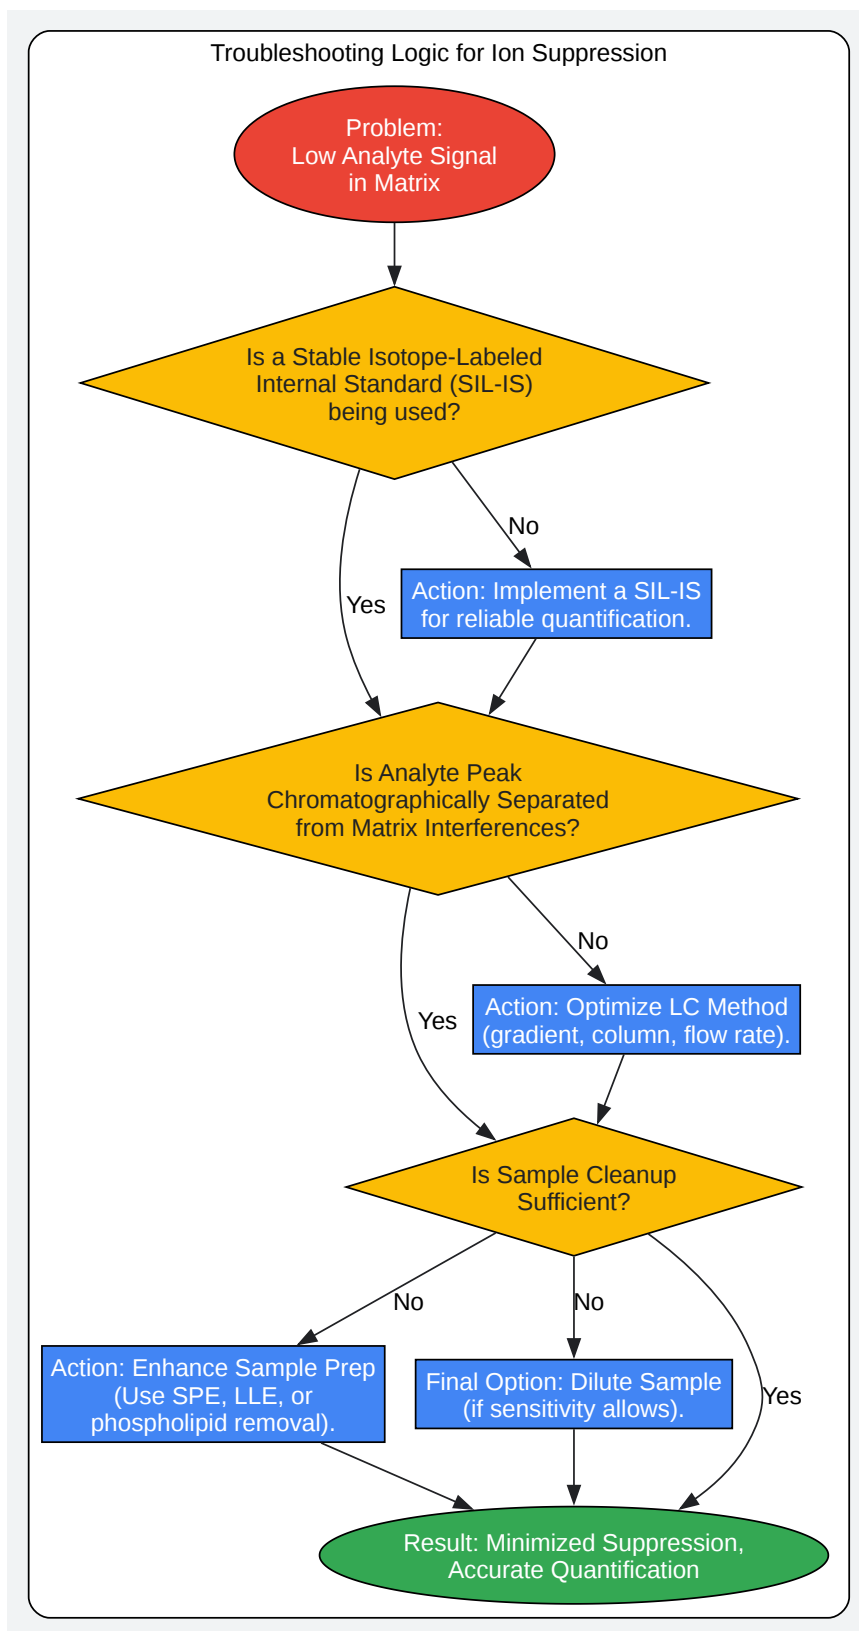 Troubleshooting Logic for Ion Suppression
Problem:
Low Analyte Signal
in Matrix
Is a Stable Isotope-Labeled
Internal Standard (SIL-IS)
being used?
No
Action: Implement a SIL-IS
for reliable quantification.
Yes
Is Analyte Peak
Chromatographically Separated
from Matrix Interferences?
No
Action: Optimize LC Method
(gradient, column, flow rate).
Yes
Is Sample Cleanup
Sufficient?
No
No
Action: Enhance Sample Prep
(Use SPE, LLE, or
phospholipid removal).
Final Option: Dilute Sample
(if sensitivity allows).
Yes
Result: Minimized Suppression,
Accurate Quantification